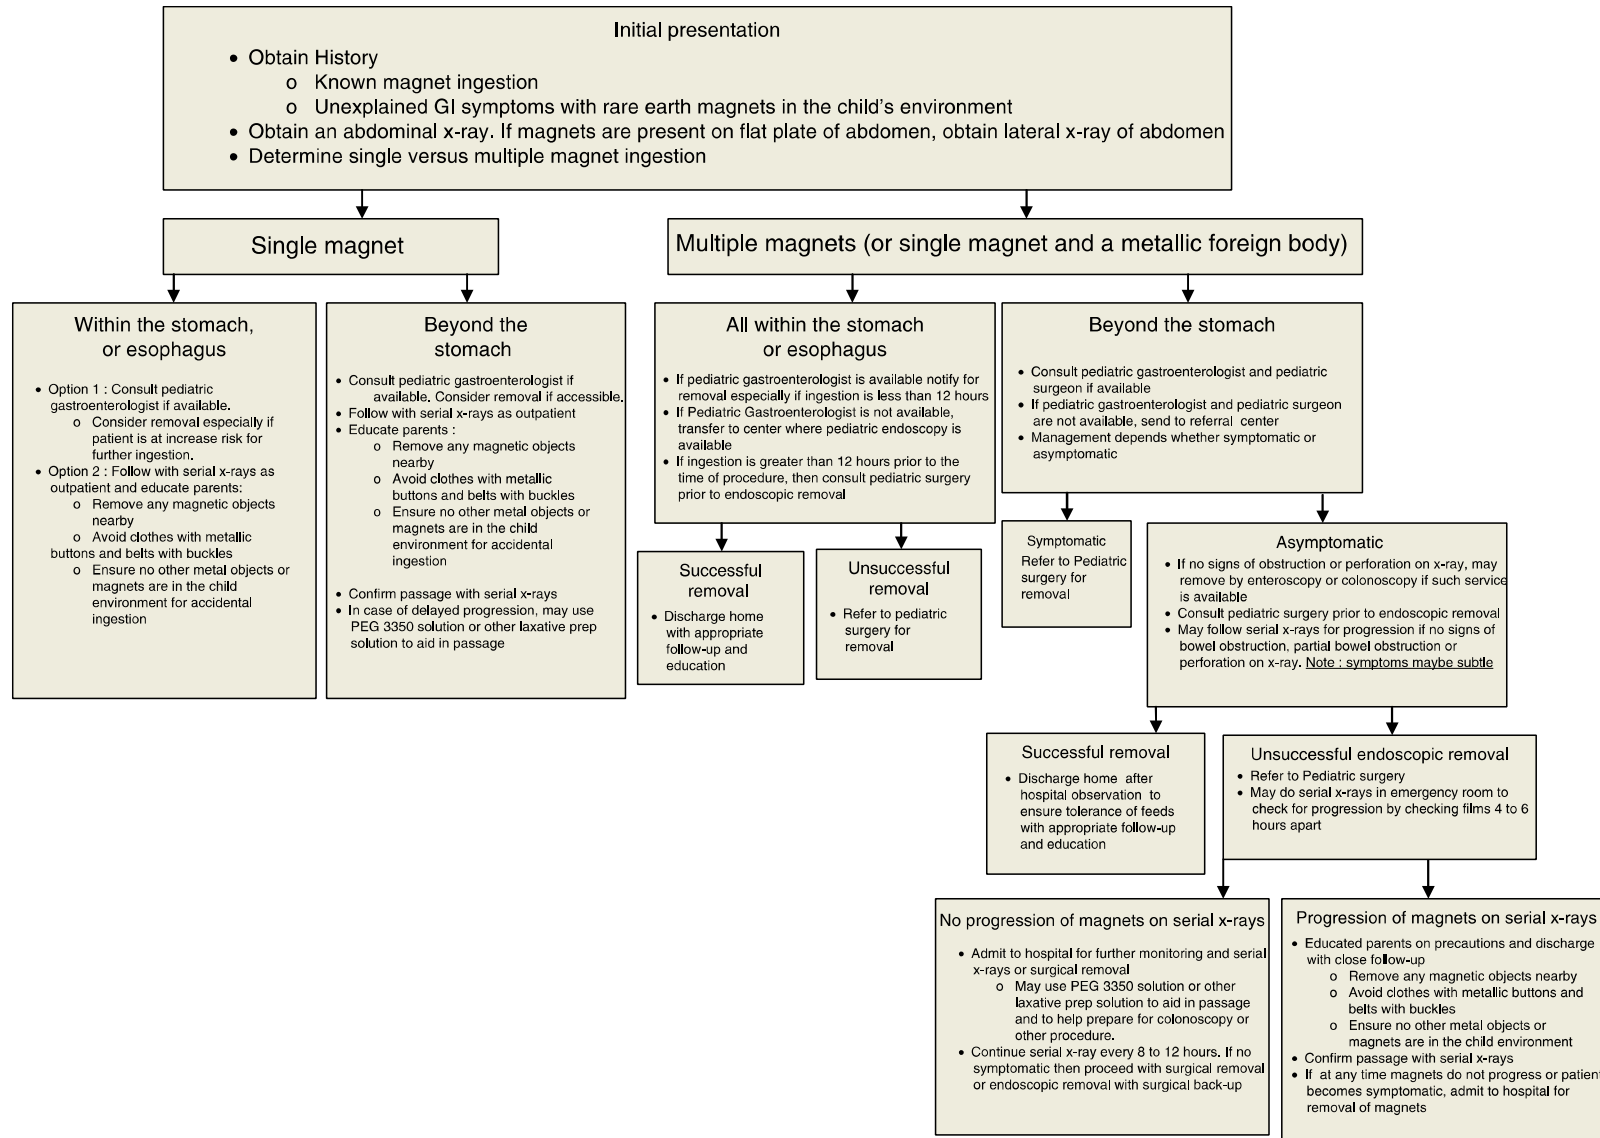 Initial presentation
• Obtain History
o Known magnet ingestion
o Unexplained GI symptoms with rare earth magnets in the child's environment
• Obtain an abdominal x-ray. If magnets are present on flat plate of abdomen, obtain lateral x-ray of abdomen
• Determine single versus multiple magnet ingestion
Single magnet
Multiple magnets (or single magnet and a metallic foreign body)
Within the stomach,
or esophagus
• Option 1 : Consult pediatric
gastroenterologist if available.
o Consider removal especially if
patient is at increase risk for
further ingestion.
• Option 2 : Follow with serial x-rays as
outpatient and educate parents:
o Remove any magnetic objects
nearby
o Avoid clothes with metallic
buttons and belts with buckles
o Ensure no other metal objects or
magnets are in the child
environment for accidental
ingestion
Beyond the
stomach
• Consult pediatric gastroenterologist if
available. Consider removal if accessible.
• Follow with serial x-rays as outpatient
• Educate parents :
o Remove any magnetic objects
nearby
o Avoid clothes with metallic
buttons and belts with buckles
o Ensure no other metal objects or
magnets are in the child
environment for accidental
ingestion
• Confirm passage with serial x-rays
• In case of delayed progression, may use
PEG 3350 solution or other laxative prep
solution to aid in passage
All within the stomach
or esophagus
• If pediatric gastroenterologist is available notify for
removal especially if ingestion is less than 12 hours
• If Pediatric Gastroenterologist is not available,
transfer to center where pediatric endoscopy is
available
• If ingestion is greater than 12 hours prior to the
time of procedure, then consult pediatric surgery
prior to endoscopic removal
Beyond the stomach
• Consult pediatric gastroenterologist and pediatric
surgeon if available
• If pediatric gastroenterologist and pediatric surgeon
are not available, send to referral center
• Management depends whether symptomatic or
asymptomatic
Successful
removal
• Discharge home
with appropriate
follow-up and
education
Unsuccessful
removal
• Refer to pediatric
surgery for
removal
Symptomatic
Refer to Pediatric
surgery for
removal
Asymptomatic
• If no signs of obstruction or perforation on x-ray, may
remove by enteroscopy or colonoscopy if such service
is available
• Consult pediatric surgery prior to endoscopic removal
• May follow serial x-rays for progression if no signs of
bowel obstruction, partial bowel obstruction or
perforation on x-ray. Note : symptoms maybe subtle
Successful removal
• Discharge home after
hospital observation to
ensure tolerance of feeds
with appropriate follow-up
and education
Unsuccessful endoscopic removal
• Refer to Pediatric surgery
• May do serial x-rays in emergency room to
check for progression by checking films 4 to 6
hours apart
No progression of magnets on serial x-rays
• Admit to hospital for further monitoring and serial
x-rays or surgical removal
o May use PEG 3350 solution or other
laxative prep solution to aid in passage
and to help prepare for colonoscopy or
other procedure.
• Continue serial x-ray every 8 to 12 hours. If no
symptomatic then proceed with surgical removal
or endoscopic removal with surgical back-up
Progression of magnets on serial x-rays
• Educated parents on precautions and discharge
with close follow-up
o Remove any magnetic objects nearby
o Avoid clothes with metallic buttons and
belts with buckles
o Ensure no other metal objects or
magnets are in the child environment
• Confirm passage with serial x-rays
• If at any time magnets do not progress or patient
becomes symptomatic, admit to hospital for
removal of magnets